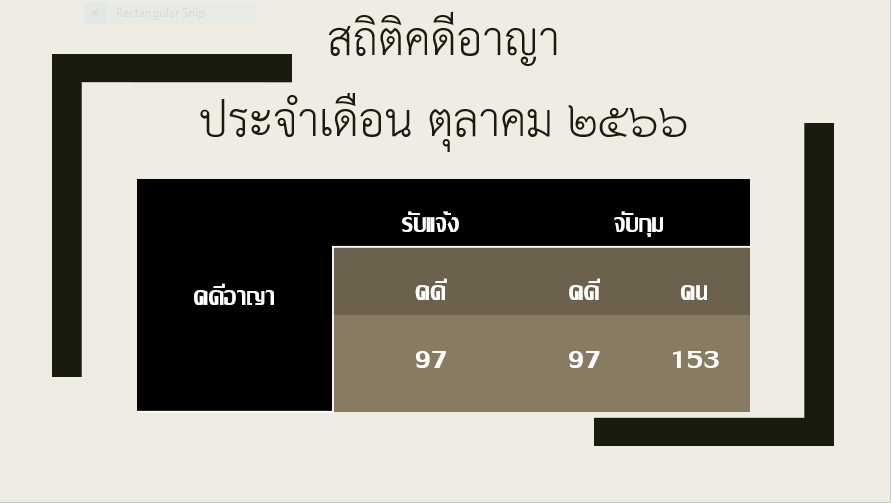 Rectangular Snip
สถิติคดีอาญา
ประจำเดือน ตุลาคม ๒๕๖๖
รับแจ้ง จับกุม
คดีอาญา คดี คดี คน
97 97 153